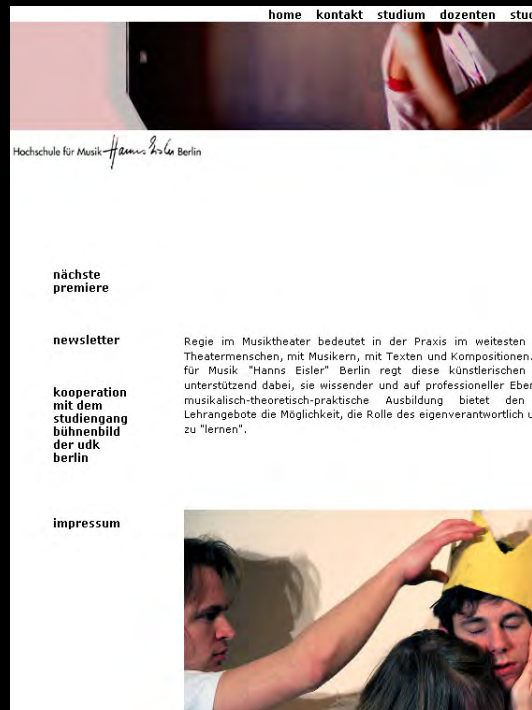 home kontakt studium dozenten
Hochschule für Musik Hanns Eisler Berlin
nächste
premiere
newsletter
kooperation
mit dem
studiengang
bühnenbild
der udk
berlin
impressum
Regie im Musiktheater bedeutet in der Praxis im weitesten
Theatermenschen, mit Musikern, mit Texten und Kompositionen.
für Musik "Hanns Eisler" Berlin regt diese künstlerischen
unterstützend dabei, sie wissender und auf professioneller
musikalisch-theoretisch-praktische Ausbildung bietet den
Lehrangebote die Möglichkeit, die Rolle des eigenverantwortlich
zu "lernen".